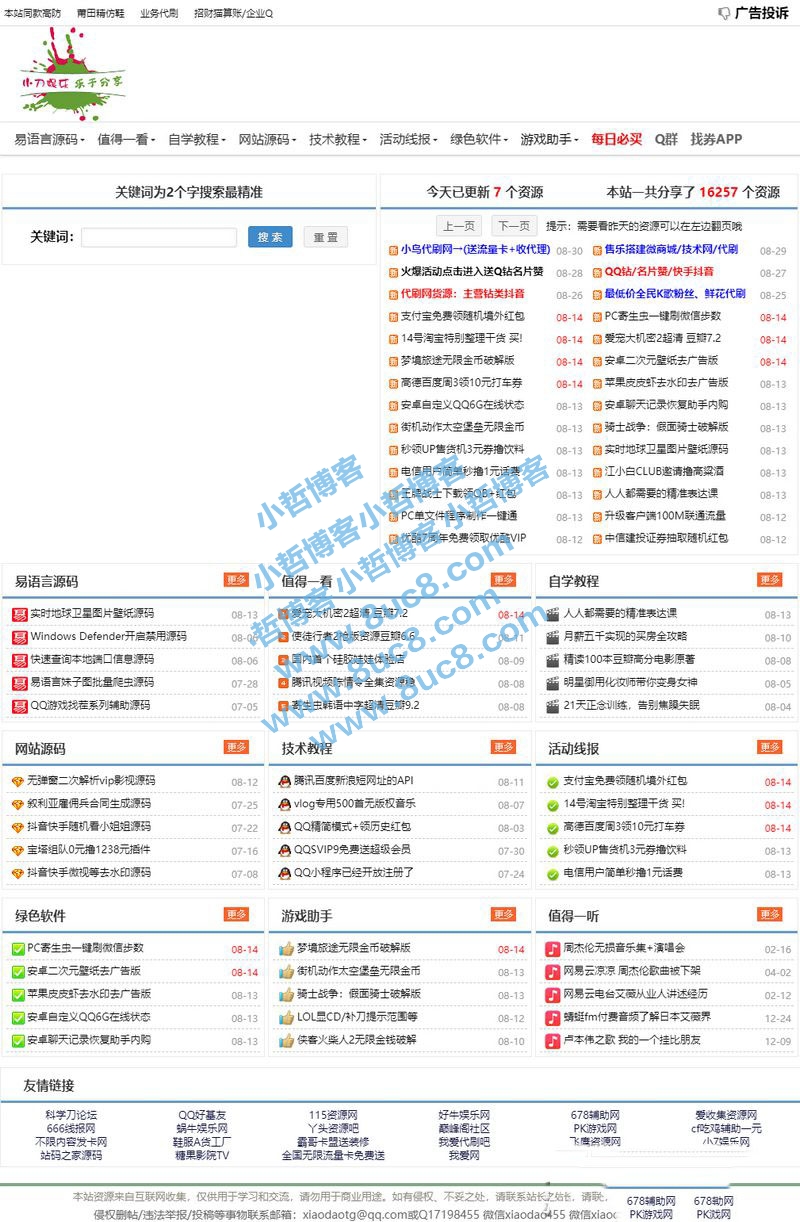 本站同款高防 莆田精仿鞋 业务代刷 招财猫算账/企业Q 广告投诉
小刀娱乐 乐于分享
易语言源码 值得一看 自学教程 网站源码 技术教程 活动线报 绿色软件 游戏助手 每日必买 Q群 找券APP
关键词为2个字搜索最精准
关键词： 搜 索 重 置
今天已更新 7 个资源 本站一共分享了 16257 个资源
上一页 下一页 提示：需要看昨天的资源可以在左边翻页哦
小鸟代刷网→(送流量卡+收代理) 08-30 售乐搭建微商城/技术网/代刷 08-29
火爆活动点击进入送Q钻名片赞 08-28 QQ钻/名片赞/快手抖音 08-27
代刷网货源：主营钻类抖音 08-26 最低价全民K歌粉丝、鲜花代刷 08-25
支付宝免费领随机境外红包 08-14 PC寄生虫一键刷微信步数 08-14
14号淘宝特别整理干货 买! 08-14 爱宠大机密2超清 豆瓣7.2 08-14
梦境旅途无限金币破解版 08-14 安卓二次元壁纸去广告版 08-14
高德百度周3领10元打车券 08-14 苹果皮皮虾去水印去广告版 08-13
安卓自定义QQ6G在线状态 08-13 安卓聊天记录恢复助手内购 08-13
街机动作太空堡垒无限金币 08-13 骑士战争：假面骑士破解版 08-13
秒领UP售货机3元券撸饮料 08-13 实时地球卫星图片壁纸源码 08-13
电信用户简单秒撸1元话费 08-13 江小白CLUB邀请撸高粱酒 08-13
王牌战士下载领QB+红包 08-13 人人都需要的精准表达课 08-13
PC单文件程序制作一键通 08-13 升级客户端100M联通流量 08-12
优酷7周年免费领取优酷VIP 08-12 中信建投证券抽取随机红包 08-12
小哲博客
小哲博客小哲博客
小哲博客小哲博客
www.8uc8.com
www.8uc8.com
www.8uc8.com
易语言源码 更多
实时地球卫星图片壁纸源码 08-13
Windows Defender开启禁用源码
快速查询本地端口信息源码 08-06
易语言妹子图批量爬虫源码 07-28
QQ游戏找茬系列辅助源码 07-05
值得一看 更多
爱宠大机密2超清 豆瓣7.2 08-14
使徒行者2抢版资源豆瓣6.6 08-11
国内首个硅胶娃娃体验店 08-09
腾讯视频陈情令全集资源稳 08-08
寄生虫韩语中字超清豆瓣9.2 08-08
自学教程 更多
人人都需要的精准表达课 08-13
月薪五千实现的买房全攻略 08-10
精读100本豆瓣高分电影原著 08-08
明星御用化妆师带你变身女神 08-05
21天正念训练，告别焦躁失眠 08-04
网站源码 更多
无弹窗二次解析vip影视源码 08-12
叙利亚雇佣兵合同生成源码 07-25
抖音快手随机看小姐姐源码 07-22
宝塔组队0元撸1238元插件 07-16
抖音快手微视等去水印源码 07-08
技术教程 更多
腾讯百度新浪短网址的API 08-11
vlog专用500首无版权音乐 08-07
QQ精简模式+领历史红包 08-03
QQSVIP9免费送超级会员 07-30
QQ小程序已经开放注册了 07-24
活动线报 更多
支付宝免费领随机境外红包 08-14
14号淘宝特别整理干货 买! 08-14
高德百度周3领10元打车券 08-14
秒领UP售货机3元券撸饮料 08-13
电信用户简单秒撸1元话费 08-13
绿色软件 更多
PC寄生虫一键刷微信步数 08-14
安卓二次元壁纸去广告版 08-14
苹果皮皮虾去水印去广告版 08-13
安卓自定义QQ6G在线状态 08-13
安卓聊天记录恢复助手内购 08-13
游戏助手 更多
梦境旅途无限金币破解版 08-14
街机动作太空堡垒无限金币 08-13
骑士战争：假面骑士破解版 08-13
LOL显CD/补刀提示范围等 08-12
侠客火柴人2无限金钱破解 08-10
值得一听 更多
周杰伦无损音乐集+演唱会 02-16
网易云凉凉 周杰伦歌曲被下架 04-02
网易云电台艾薇从业人讲述经历 02-12
蜻蜓fm付费音频了解日本艾薇界 12-24
卢本伟之歌 我的一个挂比朋友 12-09
友情链接
科学刀论坛 QQ好基友 115资源网 好牛娱乐网 678辅助网 爱收集资源网
666线报网 蜗牛娱乐网 丫头资源吧 巅峰阁社区 PK游戏网 cf吃鸡辅助一元
不限内容发卡网 鞋服A货工厂 霸哥卡盟送装修 我爱代刷吧 飞鹰资源网 小7娱乐网
站码之家源码 糖果影院TV 全国无限流量卡免费送 我爱网
本站资源来自互联网收集，仅供用于学习和交流，请勿用于商业用途。如有侵权、不妥之处，请联系站长 678辅助网 678辅助网
侵权删帖/违法举报/投稿等事物联系邮箱：xiaodaotg@qq.com或Q17198455 微信xiaodao455 PK游戏网 PK游戏网